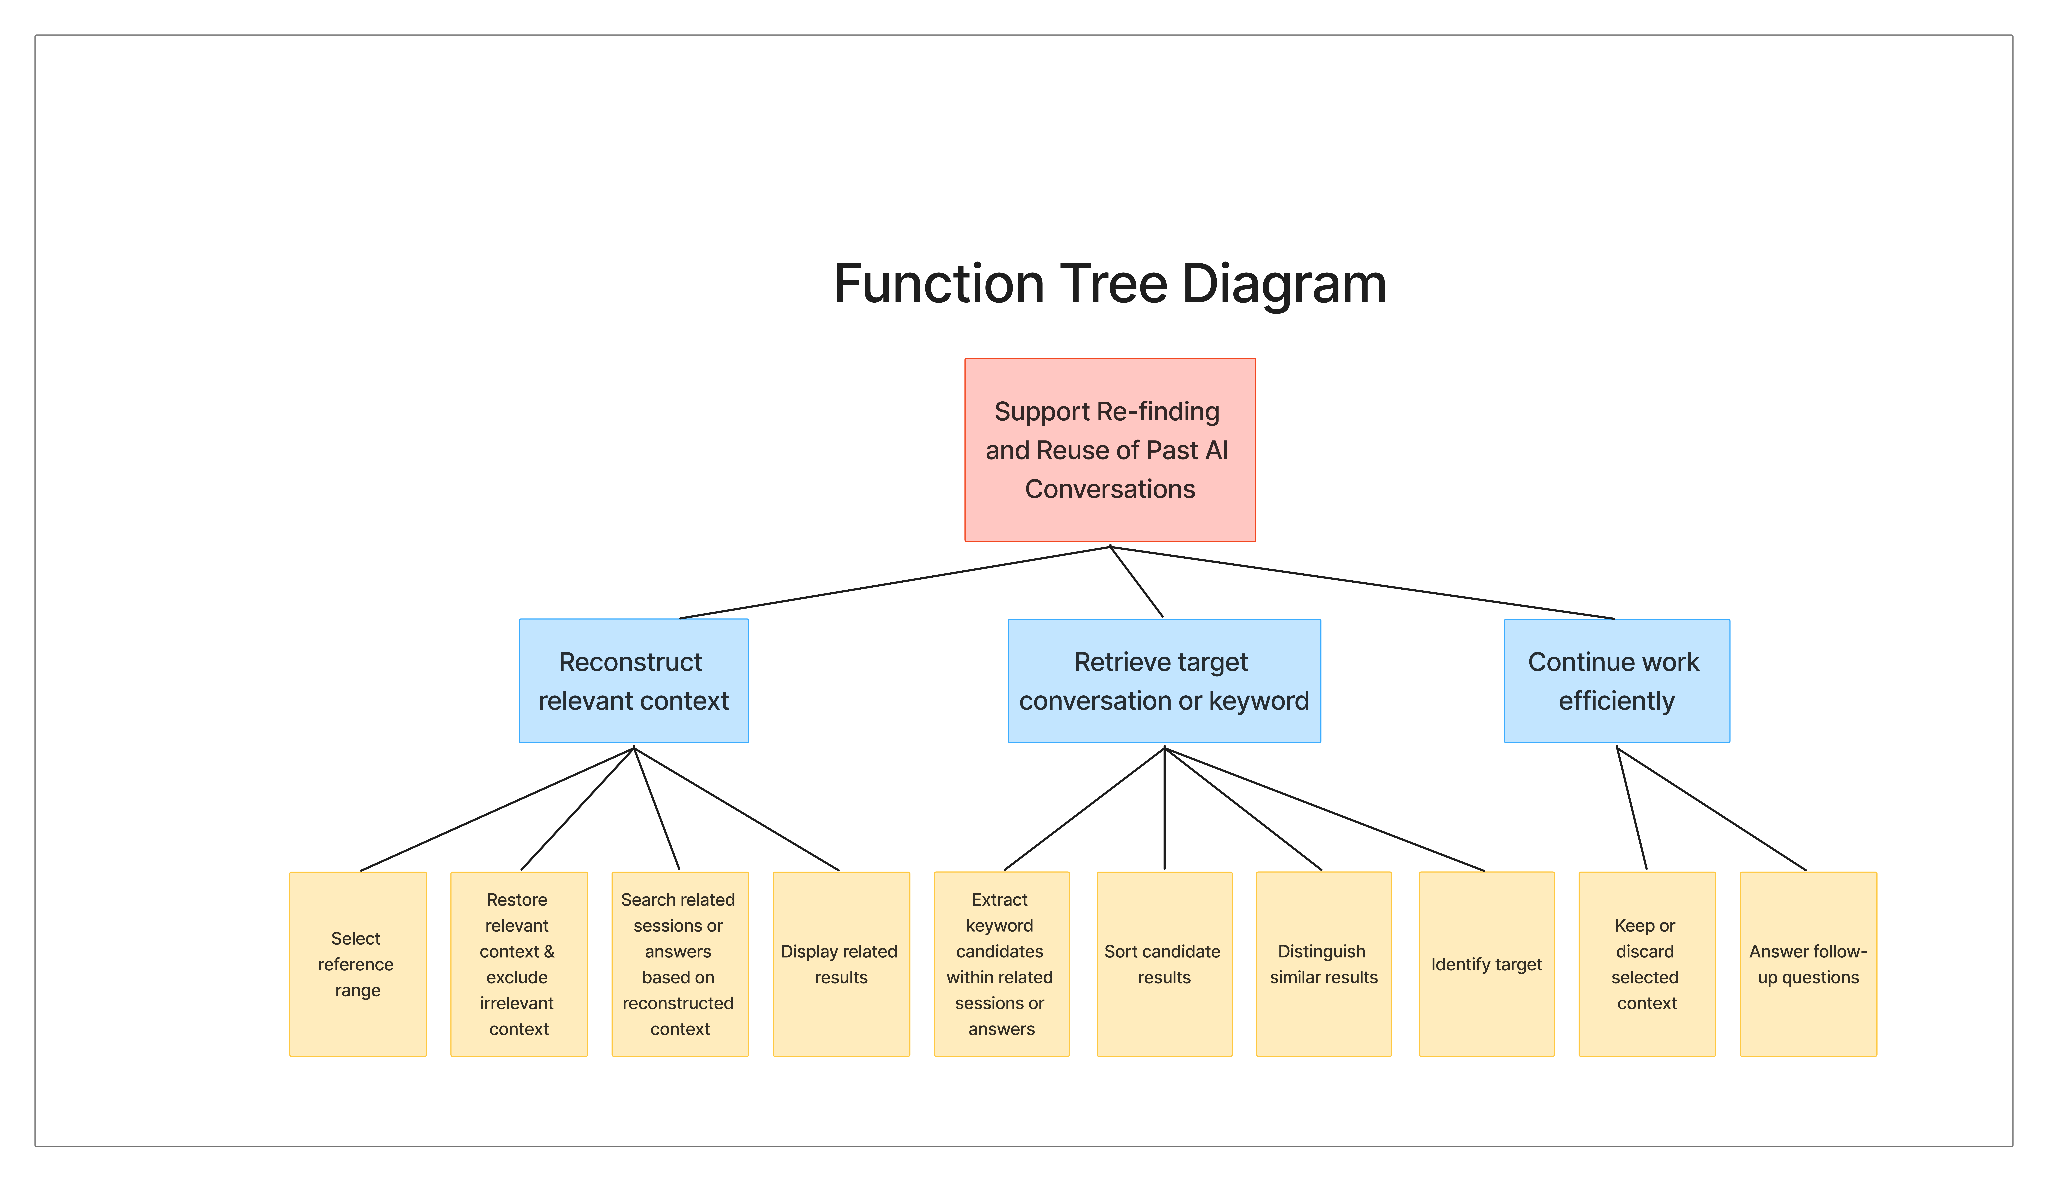 Function Tree Diagram
Support Re-finding
and Reuse of Past AI
Conversations
Reconstruct
relevant context
Retrieve target
conversation or keyword
Continue work
efficiently
Select
reference
range
Restore
relevant
context &
exclude
irrelevant
context
Search related
sessions or
answers
based on
reconstructed
context
Display related
results
Extract
keyword
candidates
within related
sessions or
answers
Sort candidate
results
Distinguish
similar results
Identify target
Keep or
discard
selected
context
Answer follow-
up questions